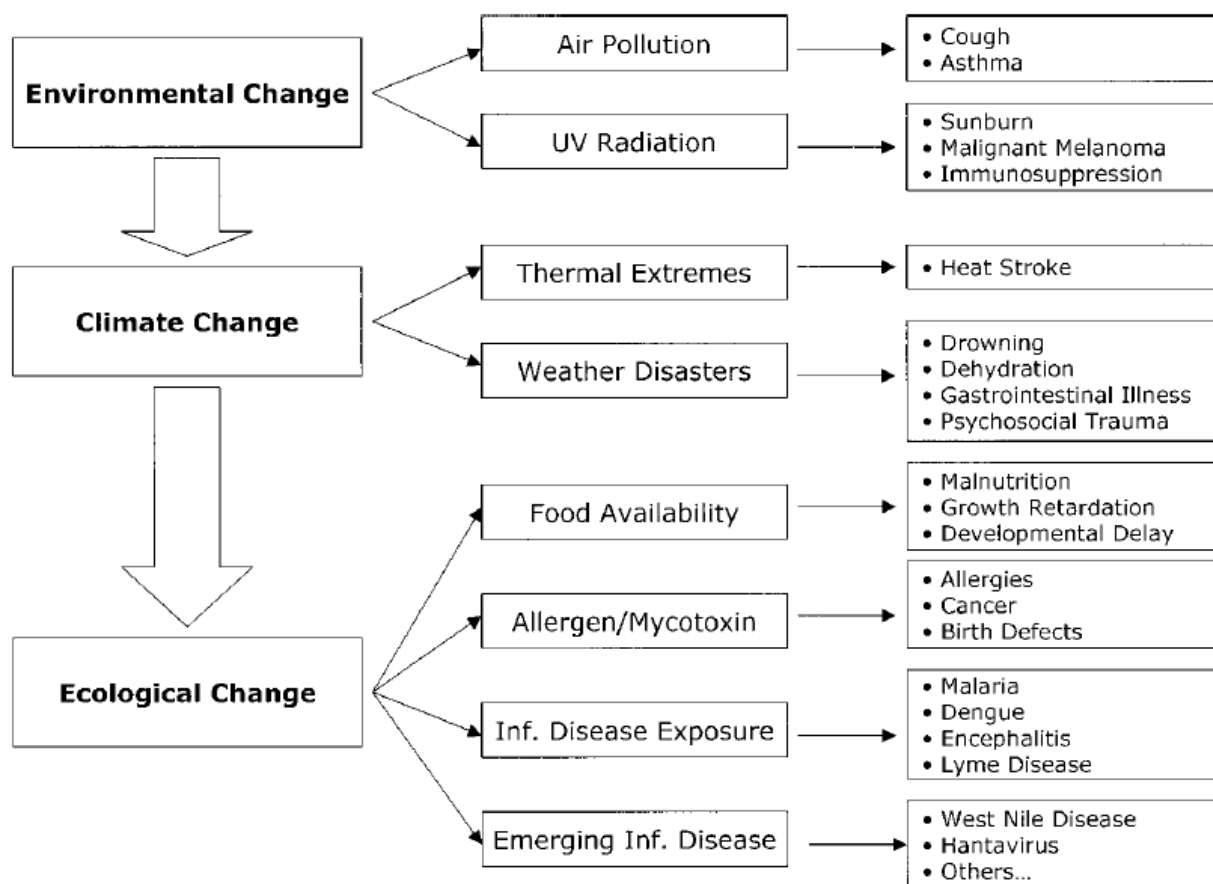 Environmental Change
Air Pollution
• Cough
• Asthma
UV Radiation
• Sunburn
• Malignant Melanoma
• Immunosuppression
Climate Change
Thermal Extremes
• Heat Stroke
Weather Disasters
• Drowning
• Dehydration
• Gastrointestinal Illness
• Psychosocial Trauma
Ecological Change
Food Availability
• Malnutrition
• Growth Retardation
• Developmental Delay
Allergen/Mycotoxin
• Allergies
• Cancer
• Birth Defects
Inf. Disease Exposure
• Malaria
• Dengue
• Encephalitis
• Lyme Disease
Emerging Inf. Disease
• West Nile Disease
• Hantavirus
• Others...